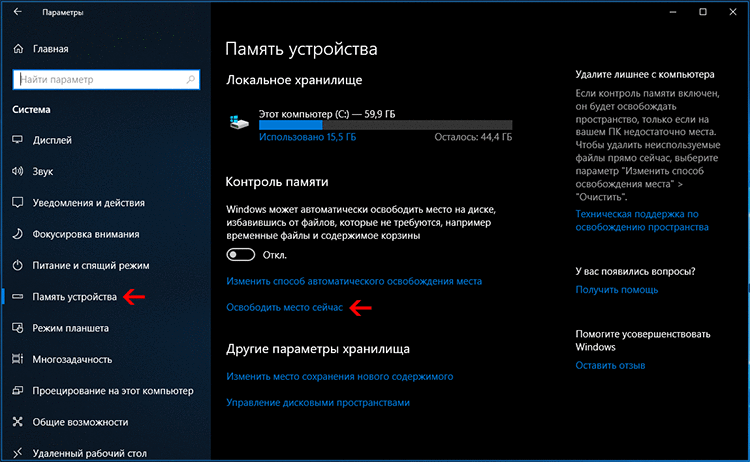 Параметры
Главная
Найти параметр
Система
Дисплей
Звук
Уведомления и действия
Фокусировка внимания
Питание и спящий режим
Память устройства
Режим планшета
Многозадачность
Проецирование на этот компьютер
Общие возможности
Удаленный рабочий стол
Память устройства
Локальное хранилище
Этот компьютер (C:) — 59,9 ГБ
Использовано 15,5 ГБ
Осталось: 44,4 ГБ
Контроль памяти
Windows может автоматически освободить место на диске,
избавившись от файлов, которые не требуются, например
временные файлы и содержимое корзины
Откл.
Изменить способ автоматического освобождения места
Освободить место сейчас
Другие параметры хранилища
Изменить место сохранения нового содержимого
Управление дисковыми пространствами
Удалите лишнее с компьютера
Если контроль памяти включен,
он будет освобождать
пространство, только если на
вашем ПК недостаточно места.
Чтобы удалить неиспользуемые
файлы прямо сейчас, выберите
параметр "Изменить способ
освобождения места" >
"Очистить".
Техническая поддержка по
освобождению пространства
У вас появились вопросы?
Получить помощь
Помогите усовершенствовать
Windows
Оставить отзыв